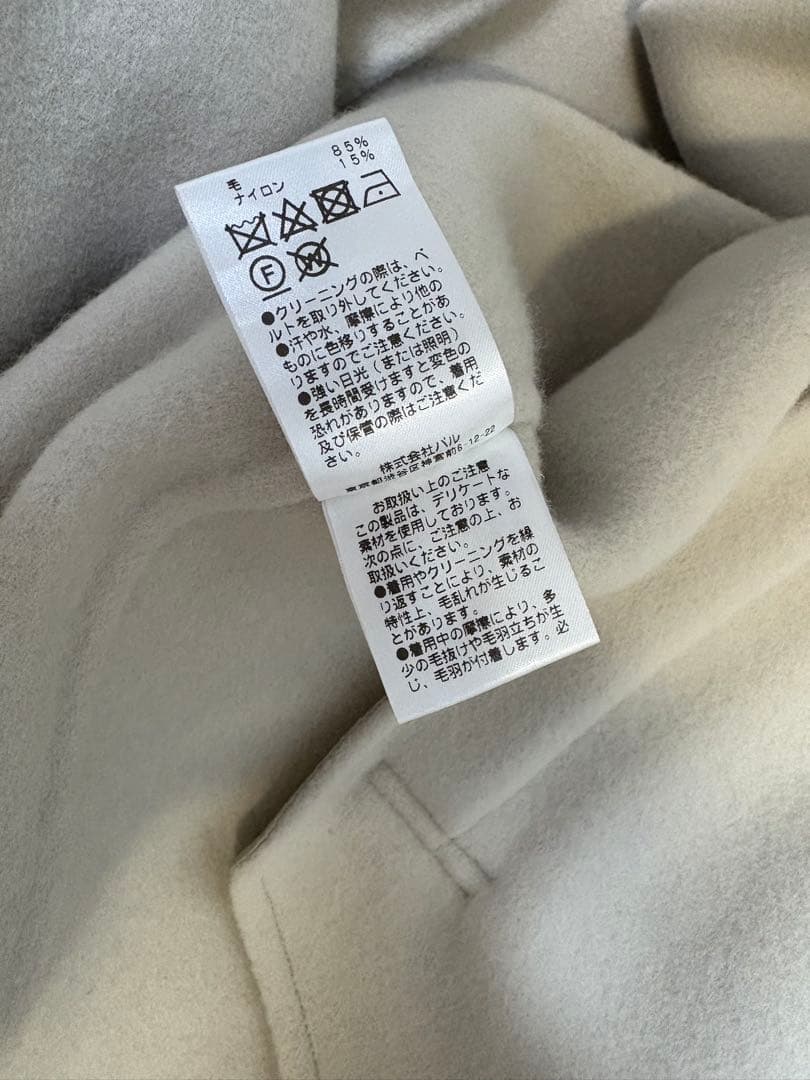 毛 85%
ナイロン 15%
F W
●クリーニングの際は、ベ
ルトを取り外してください。
●汗や水、摩擦により他の
ものに色移りすることがあ
りますのでご注意ください。
●強い日光(または照明)
を長時間受けますと変色の
恐れがありますので、着用
及び保管の際はご注意くだ
さい。
株式会社パル
東京都渋谷区神宮前6-12-22
お取扱い上のご注意
この製品は、デリケートな
素材を使用しております。
次の点に、ご注意の上、お
取扱いください。
●着用やクリーニングを繰
り返すことにより、素材の
特性上、毛乱れが生じるこ
とがあります。
●着用中の摩擦により、多
少の毛抜けや毛羽立ちが生
じ、毛羽が付着します。必